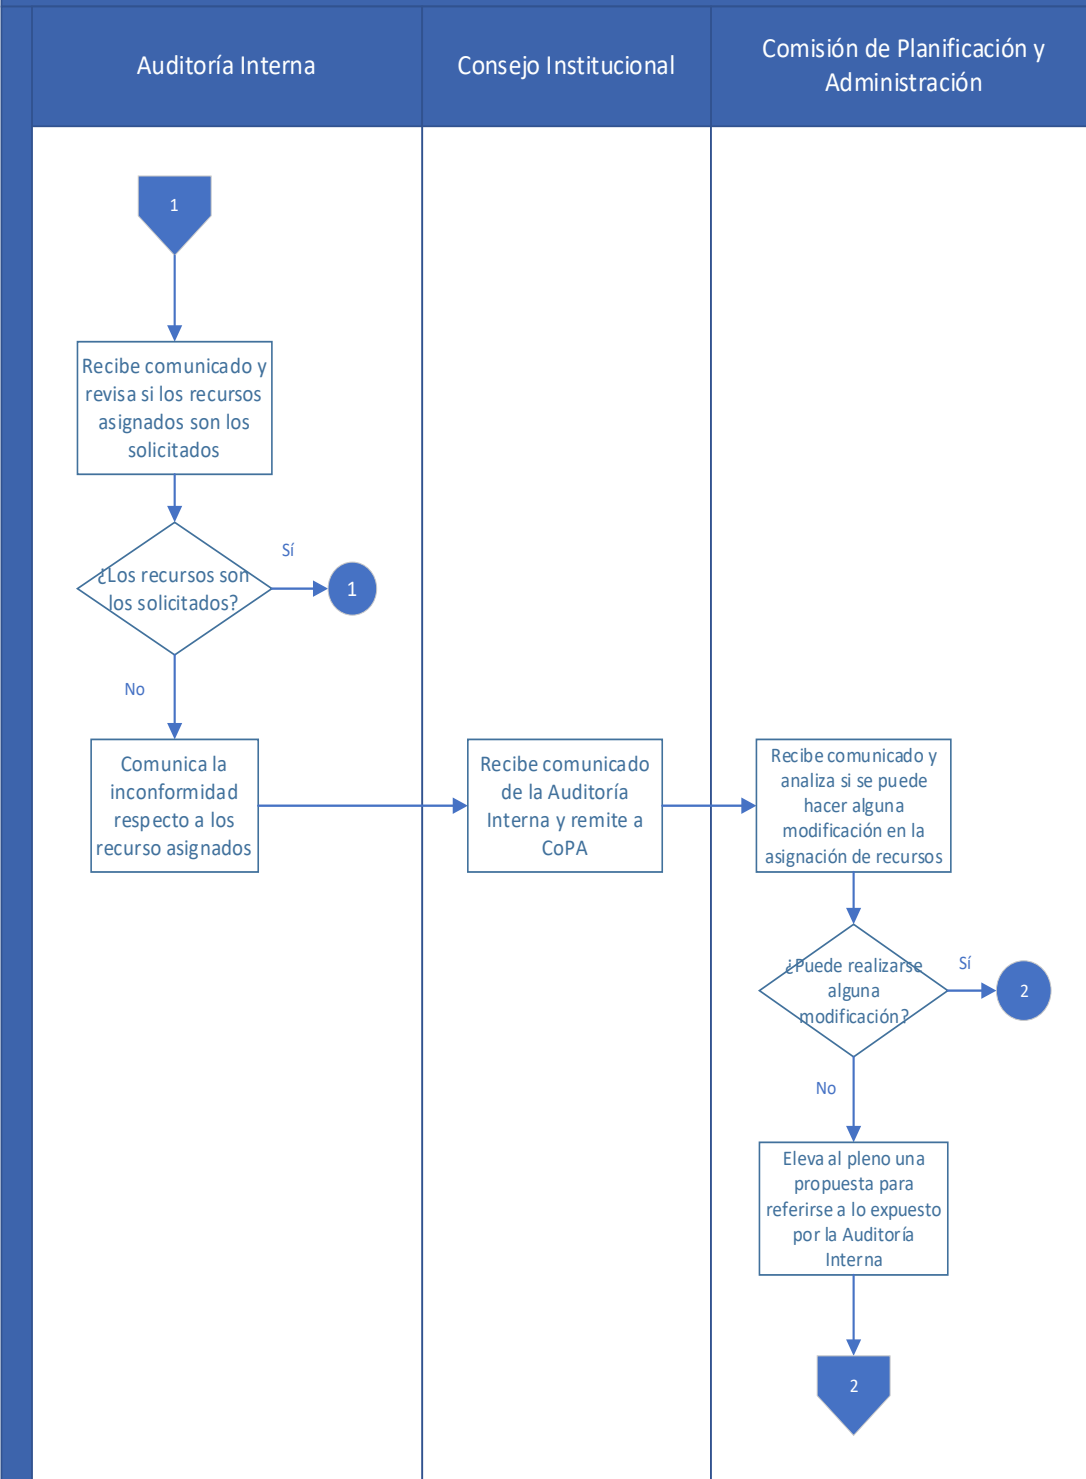 Auditoría Interna
Consejo Institucional
Comisión de Planificación y
Administración
1
Recibe comunicado y
revisa si los recursos
asignados son los
solicitados
¿Los recursos son
los solicitados?
Sí
1
No
Comunica la
inconformidad
respecto a los
recurso asignados
Recibe comunicado
de la Auditoría
Interna y remite a
CoPA
Recibe comunicado y
analiza si se puede
hacer alguna
modificación en la
asignación de recursos
¿Puede realizarse
alguna
modificación?
Sí
2
No
Eleva al pleno una
propuesta para
referirse a lo expuesto
por la Auditoría
Interna
2